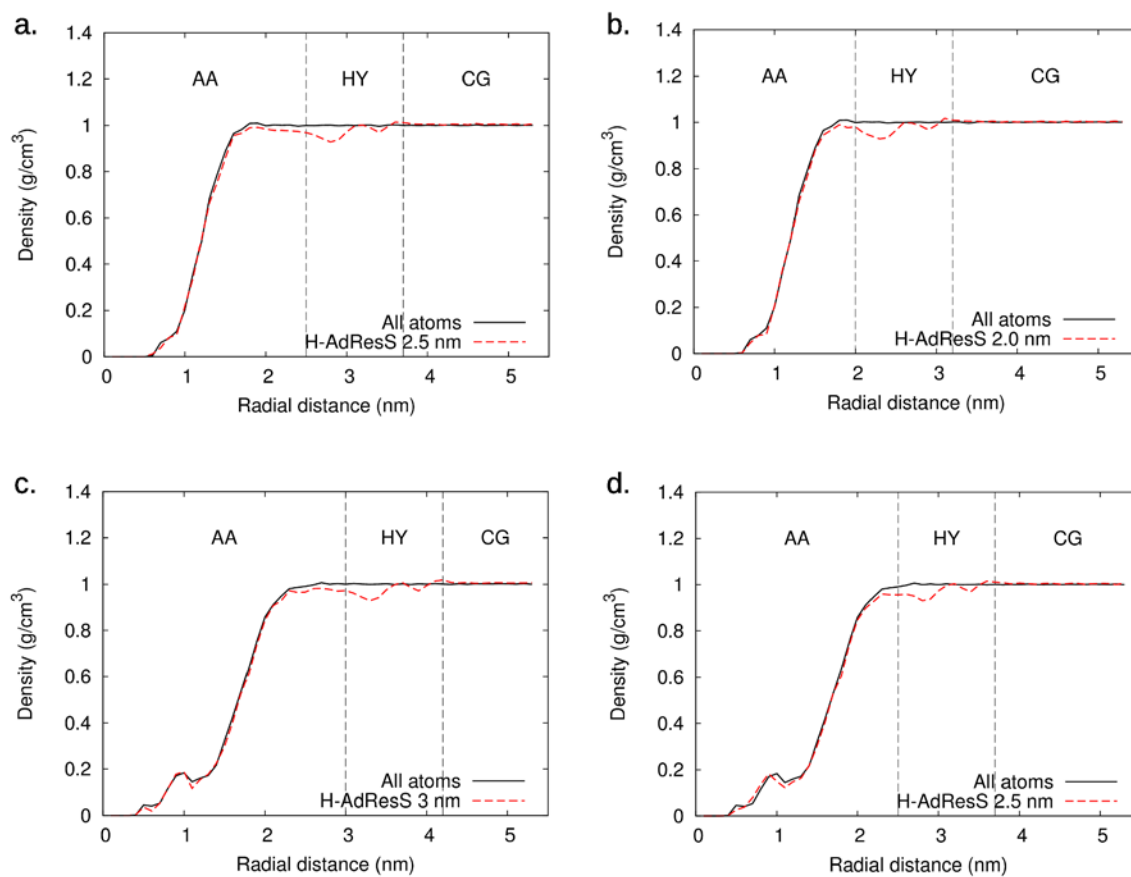 a.
1.4
1.2
1
0.8
0.6
0.4
0.2
0
Density (g/cm³)
AA
HY
CG
All atoms
H-AdResS 2.5 nm
0 1 2 3 4 5
Radial distance (nm)
b.
1.4
1.2
1
0.8
0.6
0.4
0.2
0
Density (g/cm³)
AA
HY
CG
All atoms
H-AdResS 2.0 nm
0 1 2 3 4 5
Radial distance (nm)
c.
1.4
1.2
1
0.8
0.6
0.4
0.2
0
Density (g/cm³)
AA
HY
CG
All atoms
H-AdResS 3 nm
0 1 2 3 4 5
Radial distance (nm)
d.
1.4
1.2
1
0.8
0.6
0.4
0.2
0
Density (g/cm³)
AA
HY
CG
All atoms
H-AdResS 2.5 nm
0 1 2 3 4 5
Radial distance (nm)